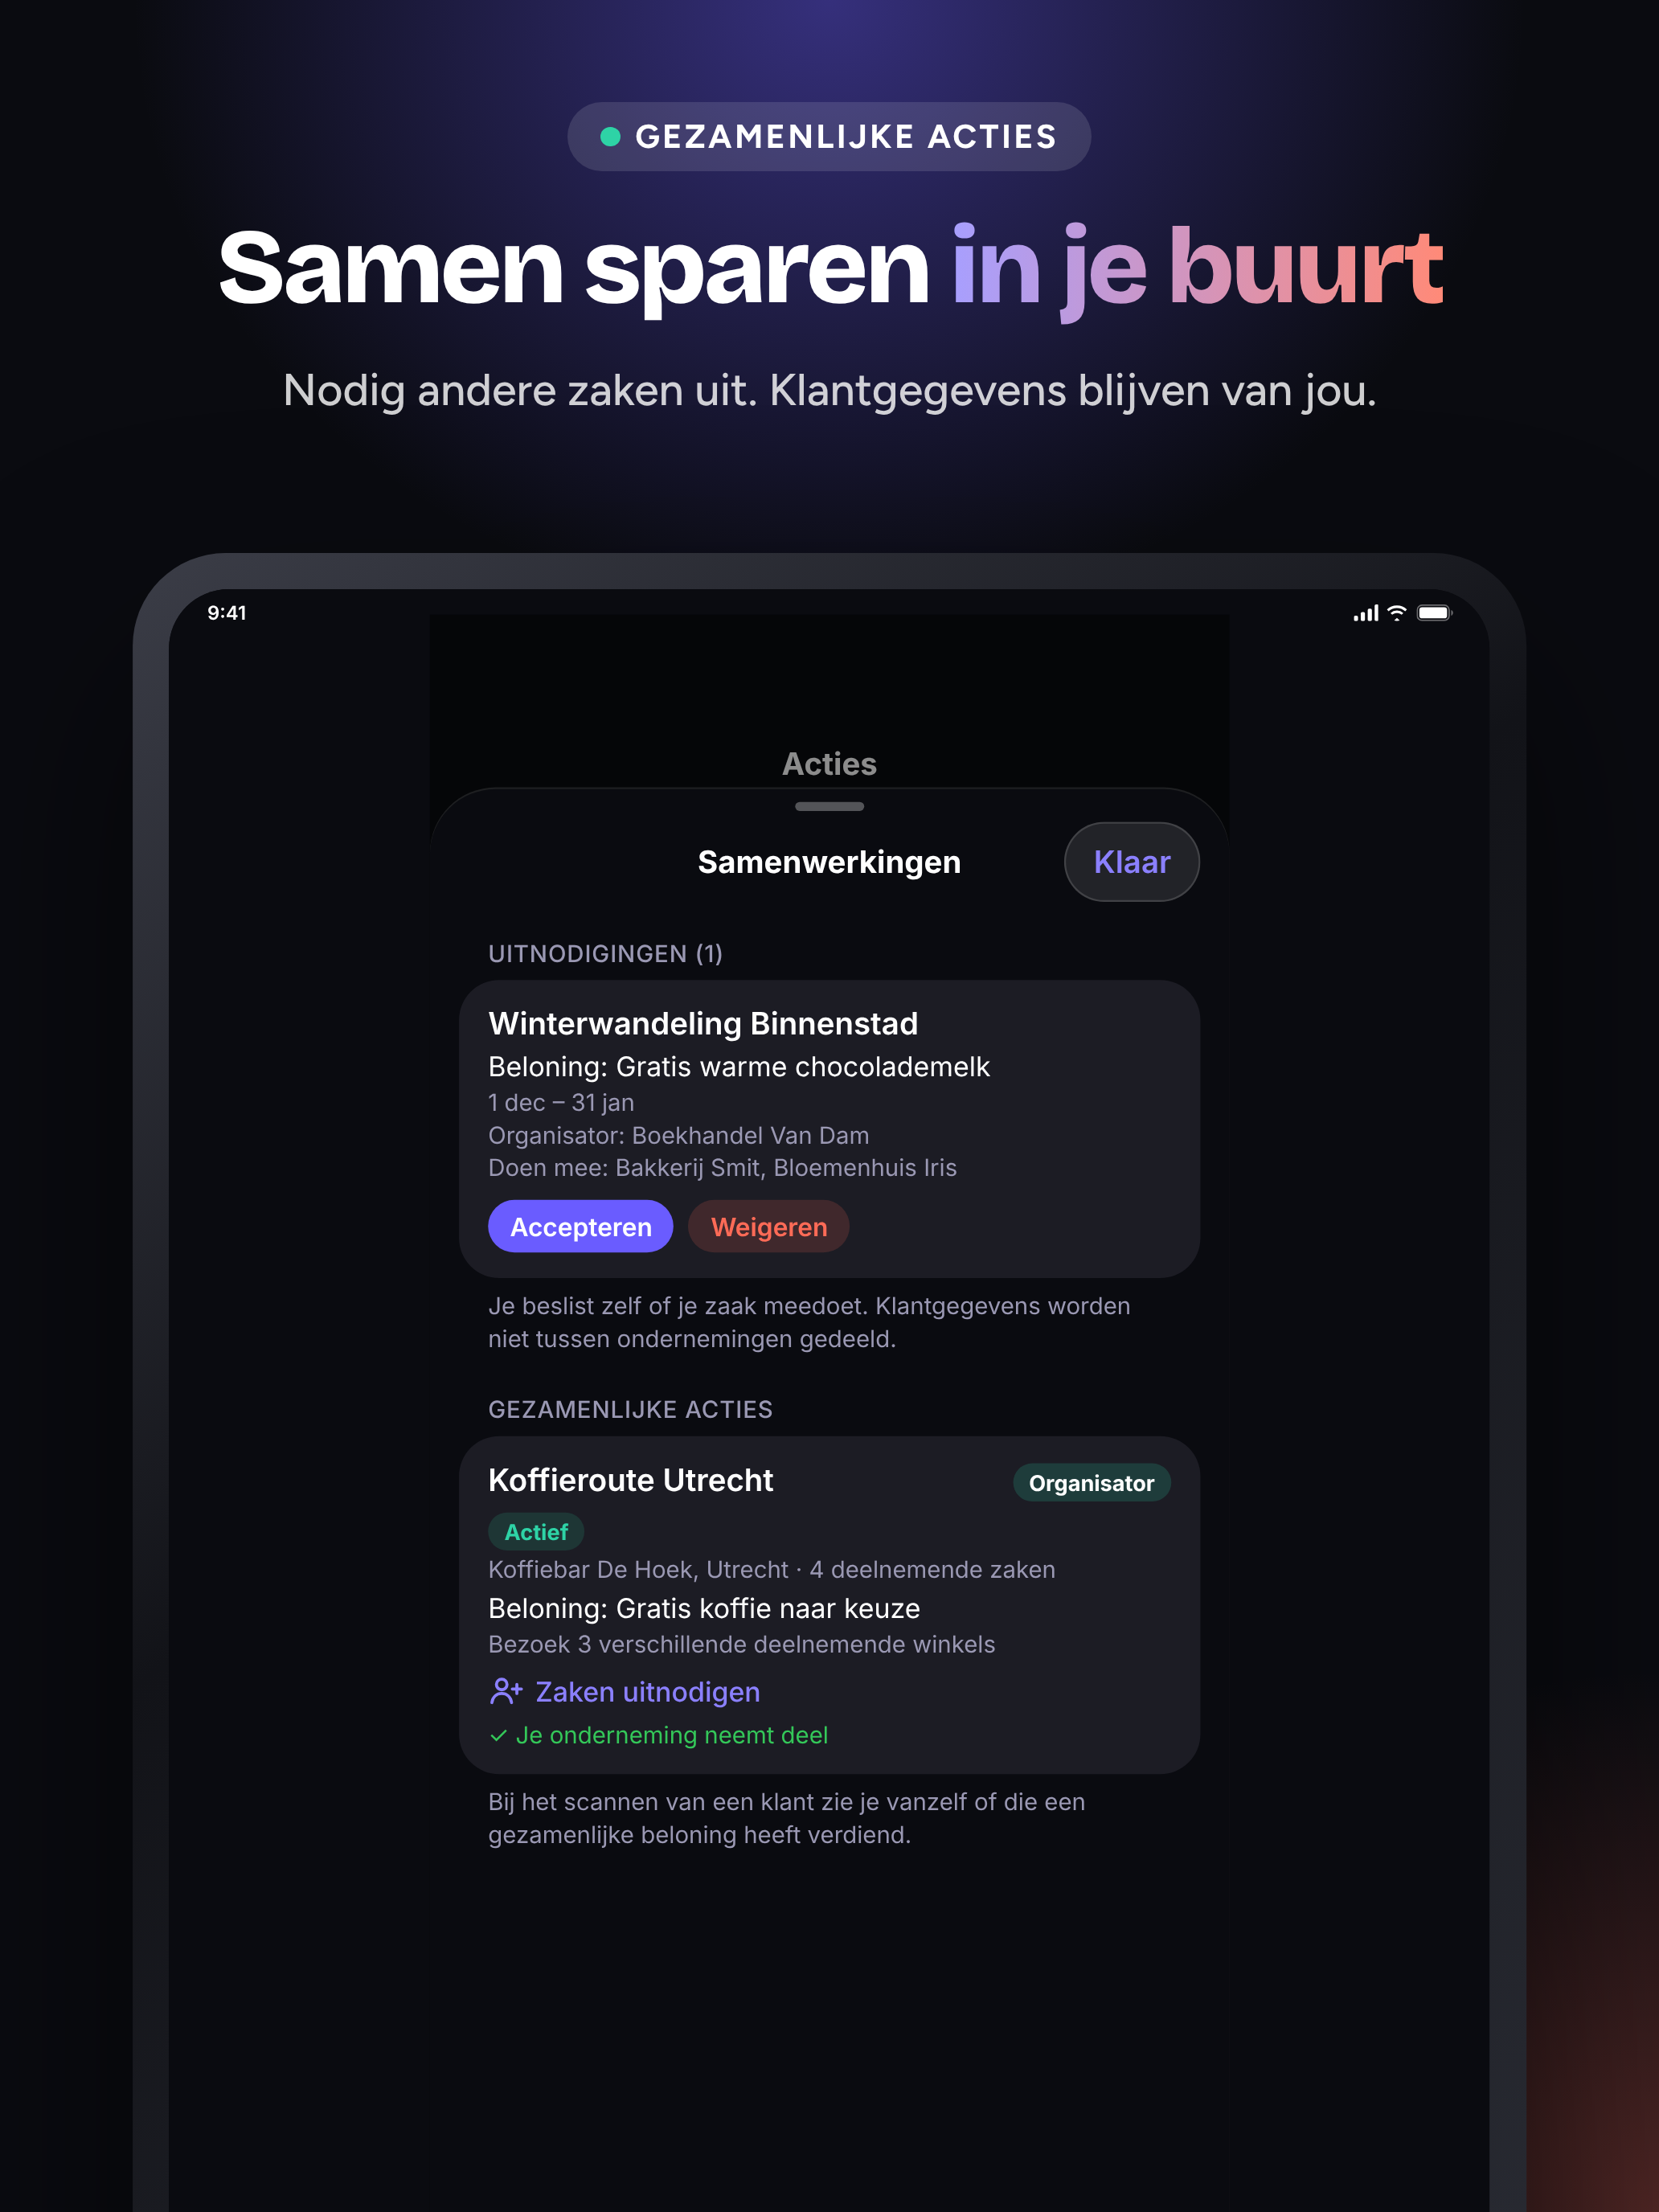 GEZAMENLIJKE ACTIES
Samen sparen in je buurt
Nodig andere zaken uit. Klantgegevens blijven van jou.
9:41
Acties
Samenwerkingen
Klaar
UITNODIGINGEN (1)
Winterwandeling Binnenstad
Beloning: Gratis warme chocolademelk
1 dec – 31 jan
Organisator: Boekhandel Van Dam
Doen mee: Bakkerij Smit, Bloemenhuis Iris
Accepteren
Weigeren
Je beslist zelf of je zaak meedoet. Klantgegevens worden
niet tussen ondernemingen gedeeld.
GEZAMENLIJKE ACTIES
Koffieroute Utrecht
Organisator
Actief
Koffiebar De Hoek, Utrecht · 4 deelnemende zaken
Beloning: Gratis koffie naar keuze
Bezoek 3 verschillende deelnemende winkels
Zaken uitnodigen
✓ Je onderneming neemt deel
Bij het scannen van een klant zie je vanzelf of die een
gezamenlijke beloning heeft verdiend.